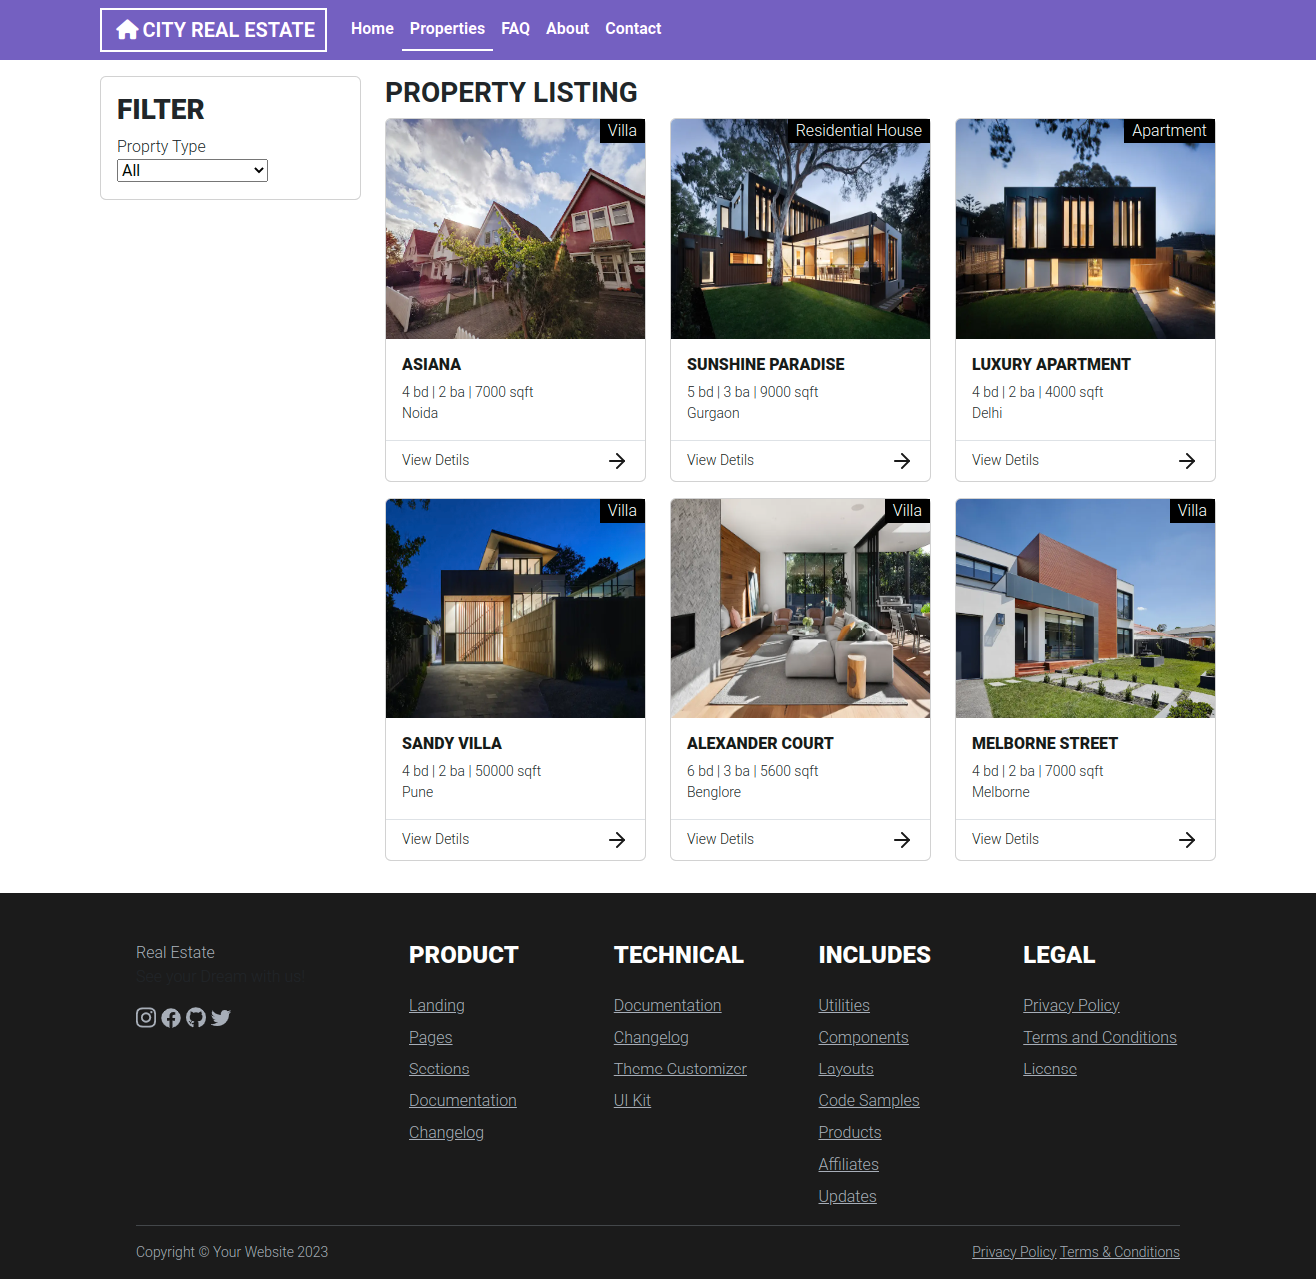 CITY REAL ESTATE
Home Properties FAQ About Contact
FILTER
Proprty Type
All
PROPERTY LISTING
Villa
ASIANA
4 bd | 2 ba | 7000 sqft
Noida
View Detils
Residential House
SUNSHINE PARADISE
5 bd | 3 ba | 9000 sqft
Gurgaon
View Detils
Apartment
LUXURY APARTMENT
4 bd | 2 ba | 4000 sqft
Delhi
View Detils
Villa
SANDY VILLA
4 bd | 2 ba | 50000 sqft
Pune
View Detils
Villa
ALEXANDER COURT
6 bd | 3 ba | 5600 sqft
Benglore
View Detils
Villa
MELBORNE STREET
4 bd | 2 ba | 7000 sqft
Melborne
View Detils
Real Estate
See your Dream with
PRODUCT
Landing
Pages
Sections
Documentation
Changelog
TECHNICAL
Documentation
Changelog
Theme Customizer
UI Kit
INCLUDES
Utilities
Components
Layouts
Code Samples
Products
Affiliates
Updates
LEGAL
Privacy Policy
Terms and Conditions
License
Copyright © Your Website 2023
Privacy Policy Terms & Conditions